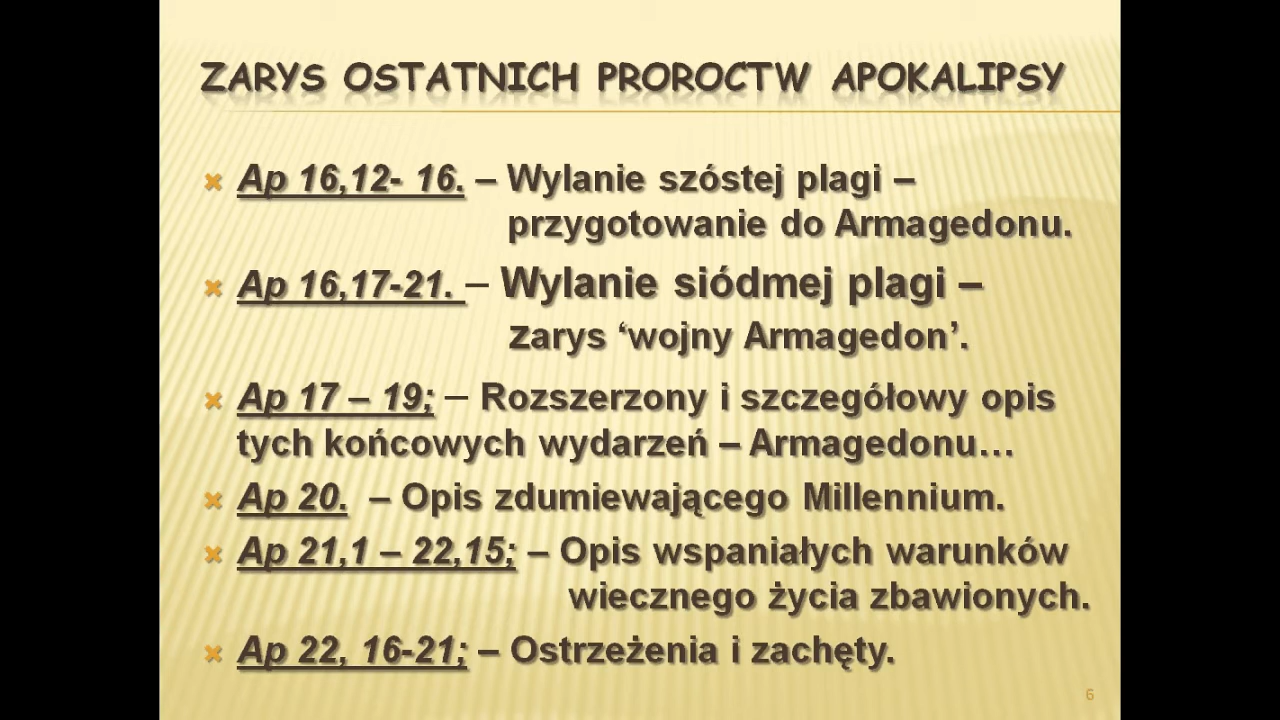 ZARYS OSTATNICH PROROCTW APOKALIPSY
Ap 16,12- 16. – Wylanie szóstej plagi –
przygotowanie do Armagedonu.
Ap 16,17-21. – Wylanie siódmej plagi –
zarys ‘wojny Armagedon’.
Ap 17 – 19; – Rozszerzony i szczegółowy opis
tych końcowych wydarzeń – Armagedonu…
Ap 20. – Opis zdumiewającego Millennium.
Ap 21,1 – 22,15; – Opis wspaniałych warunków
wiecznego życia zbawionych.
Ap 22, 16-21; – Ostrzeżenia i zachęty.
6